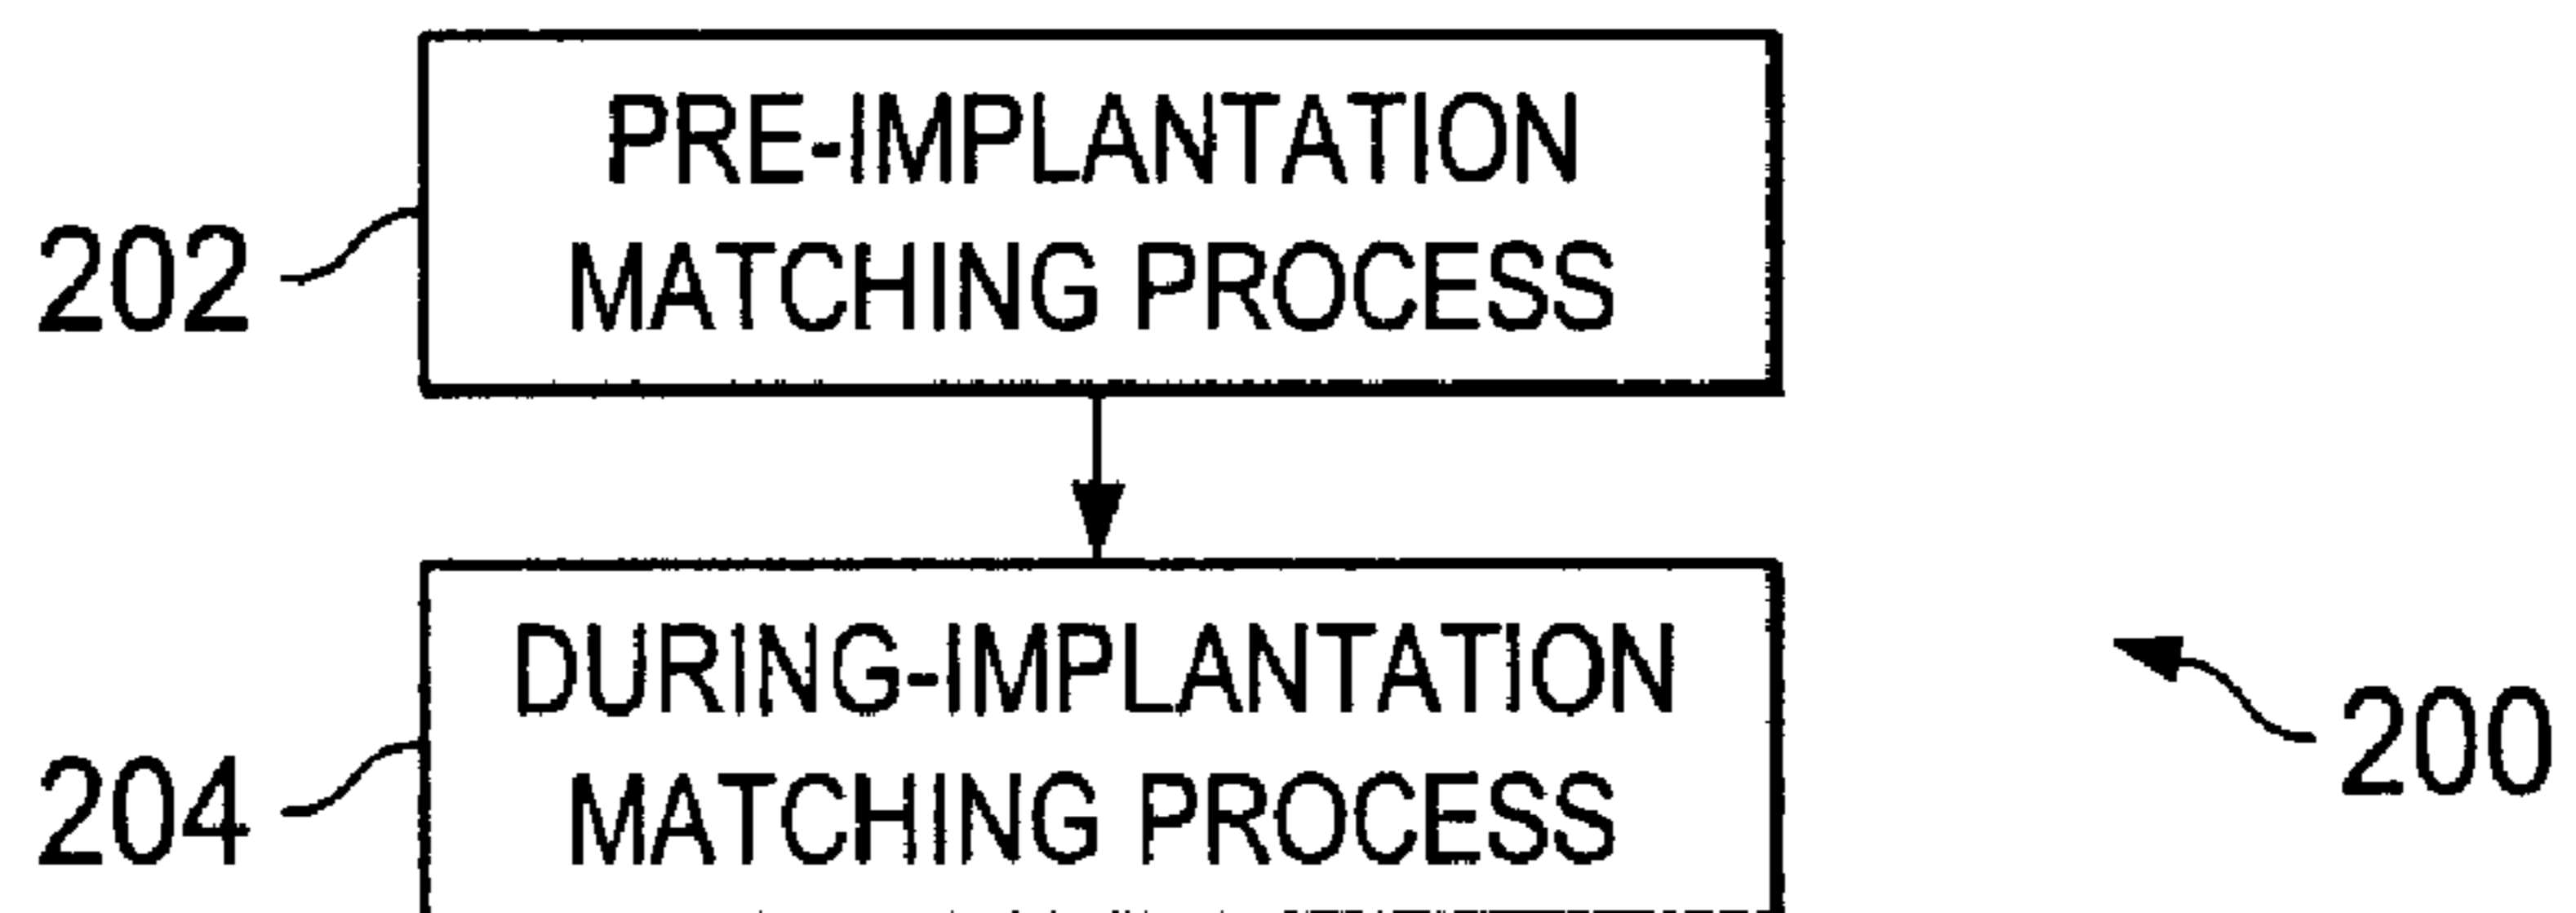 PRE-IMPLANTATION
MATCHING PROCESS
202
DURING-IMPLANTATION
MATCHING PROCESS
204
200